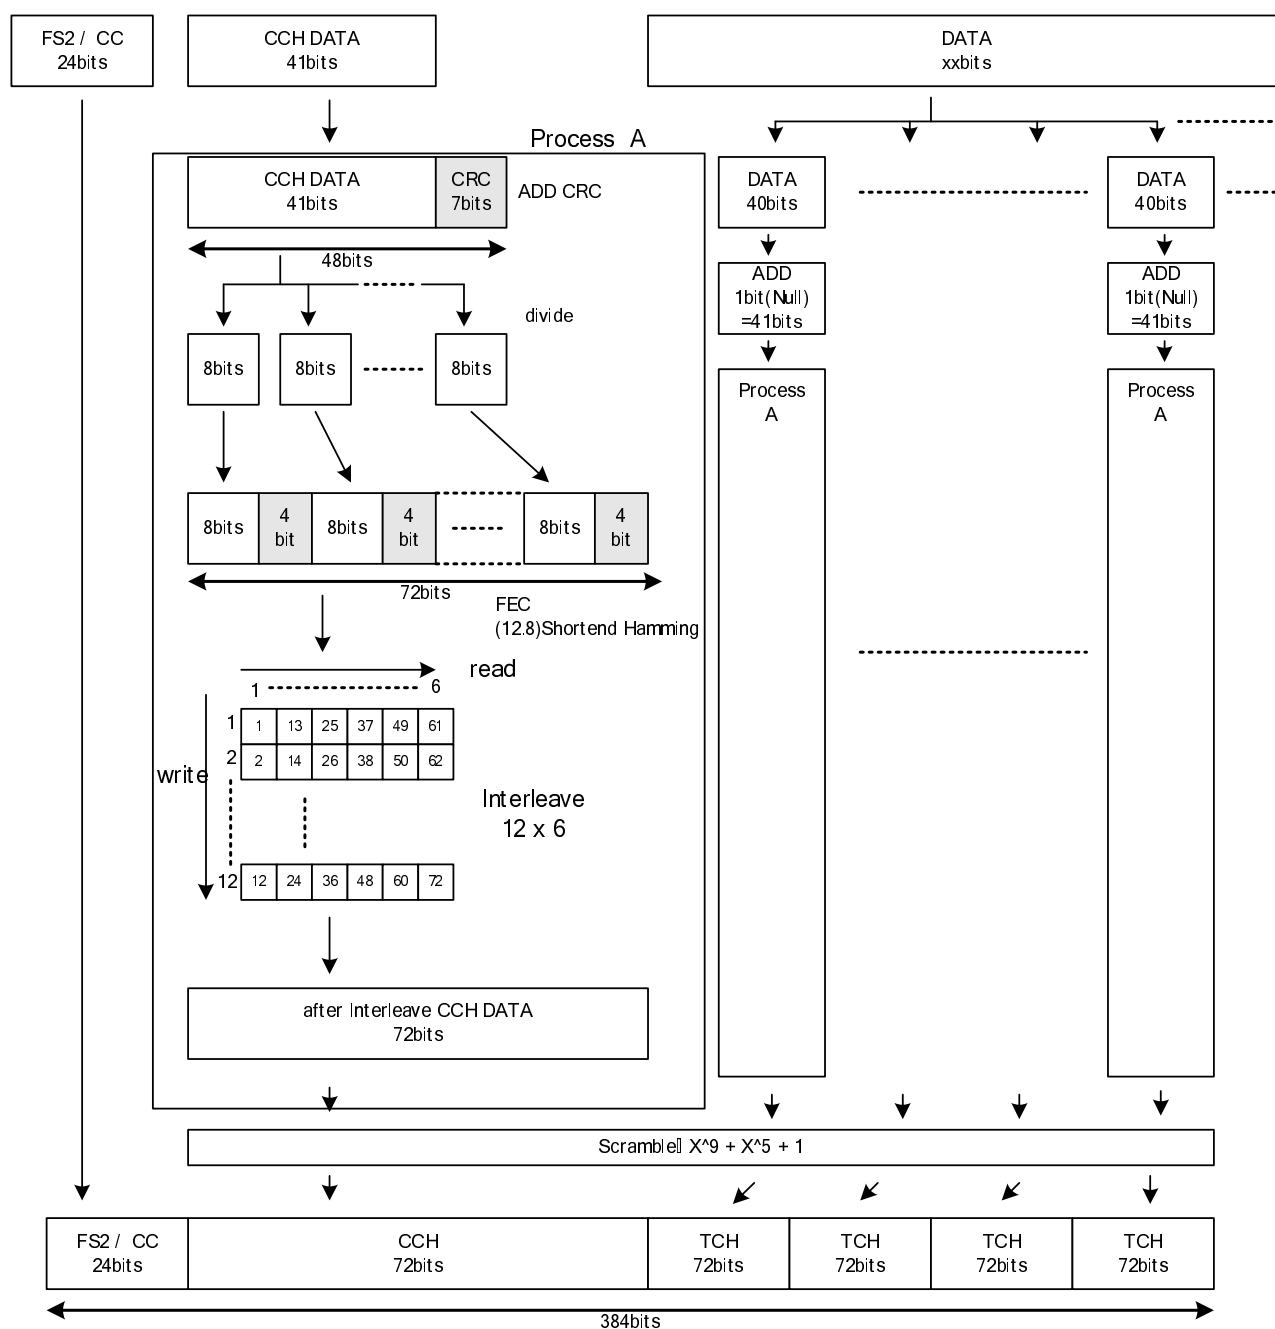 FS2 / CC
24bits
CCH DATA
41bits
DATA
xxbits
Process A
CCH DATA
41bits
CRC
7bits
ADD CRC
DATA
40bits
DATA
40bits
48bits
ADD
1bit(Null)
=41bits
ADD
1bit(Null)
=41bits
divide
8bits
8bits
8bits
Process
A
Process
A
8bits
4
bit
8bits
4
bit
8bits
4
bit
72bits
FEC
(12.8)Shortend Hamming
read
1
6
1
1 13 25 37 49 61
2
2 14 26 38 50 62
write
Interleave
12 x 6
12
12 24 36 48 60 72
after Interleave CCH DATA
72bits
Scramble X^9 + X^5 + 1
FS2 / CC
24bits
CCH
72bits
TCH
72bits
TCH
72bits
TCH
72bits
TCH
72bits
384bits